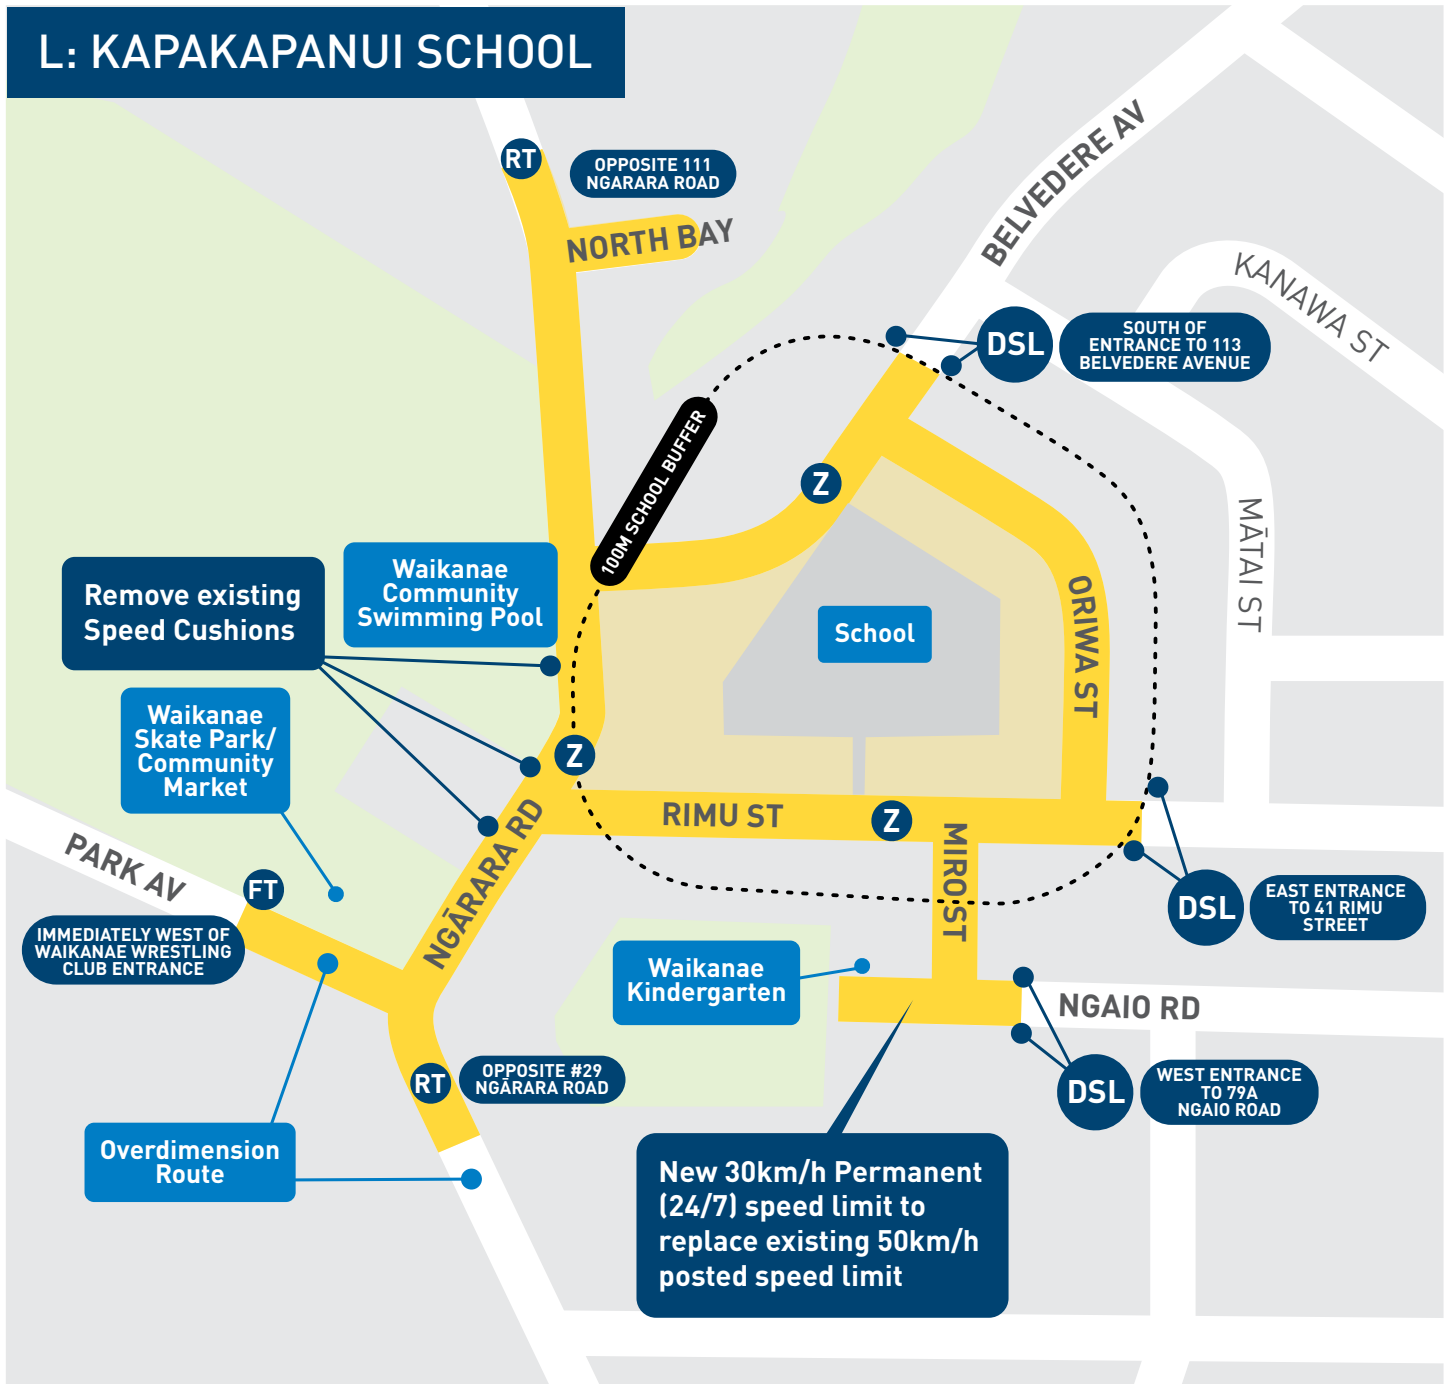 L: KAPAKAPANUI SCHOOL
RT
OPPOSITE 111
NGARARA ROAD
NORTH BAY
BELVEDERE AV
KANAWA ST
DSL
SOUTH OF
ENTRANCE TO 113
BELVEDERE AVENUE
100M SCHOOL BUFFER
Z
MĀTAI ST
Remove existing
Speed Cushions
Waikanae
Community
Swimming Pool
School
ORIWA ST
Waikanae
Skate Park/
Community
Market
Z
RIMU ST
Z
MIRO ST
NGĀRARA RD
PARK AV
FT
IMMEDIATELY WEST OF
WAIKANAE WRESTLING
CLUB ENTRANCE
DSL
EAST ENTRANCE
TO 41 RIMU
STREET
Waikanae
Kindergarten
NGAIO RD
RT
OPPOSITE #29
NGĀRARA ROAD
DSL
WEST ENTRANCE
TO 79A
NGAIO ROAD
Overdimension
Route
New 30km/h Permanent
(24/7) speed limit to
replace existing 50km/h
posted speed limit